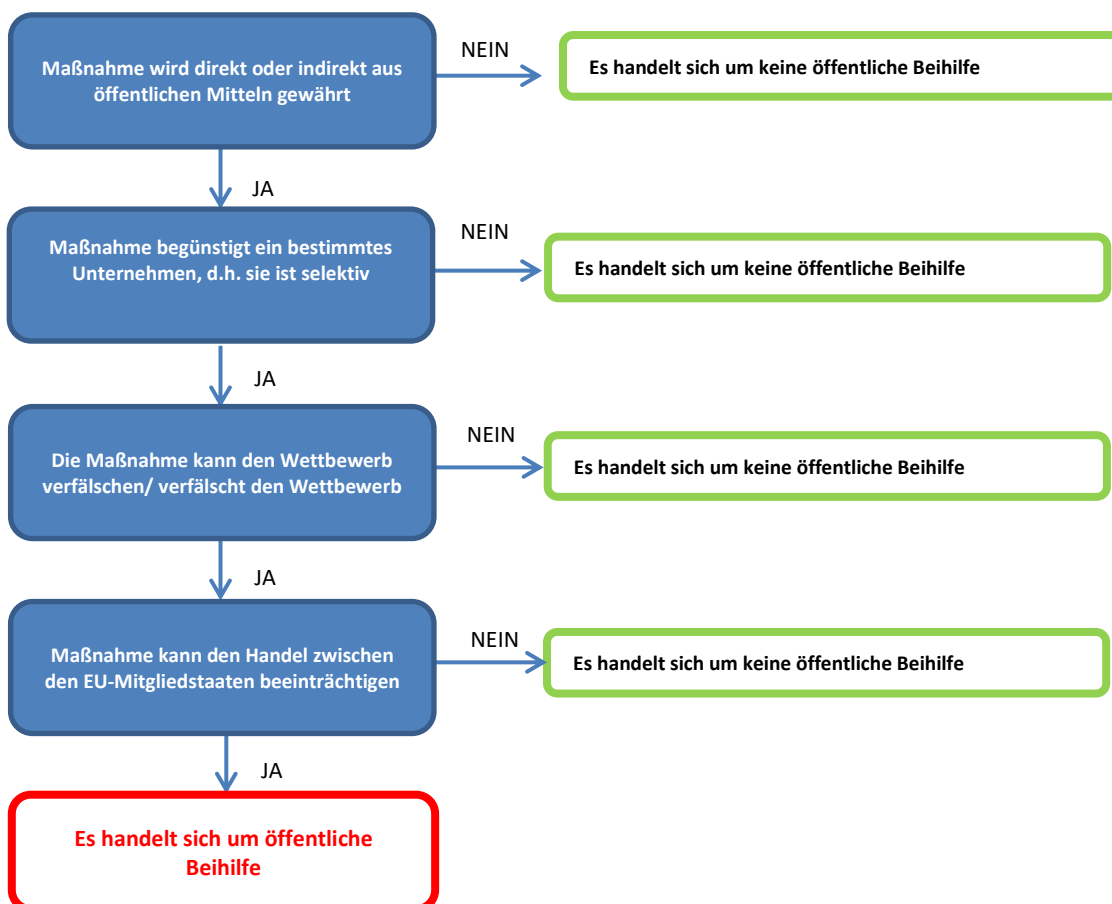 Maßnahme wird direkt oder indirekt aus
öffentlichen Mitteln gewährt
NEIN
Es handelt sich um keine öffentliche Beihilfe
JA
Maßnahme begünstigt ein bestimmtes
Unternehmen, d.h. sie ist selektiv
NEIN
Es handelt sich um keine öffentliche Beihilfe
JA
Die Maßnahme kann den Wettbewerb
verfälschen/ verfälscht den Wettbewerb
NEIN
Es handelt sich um keine öffentliche Beihilfe
JA
Maßnahme kann den Handel zwischen
den EU-Mitgliedstaaten beeinträchtigen
NEIN
Es handelt sich um keine öffentliche Beihilfe
JA
Es handelt sich um öffentliche
Beihilfe